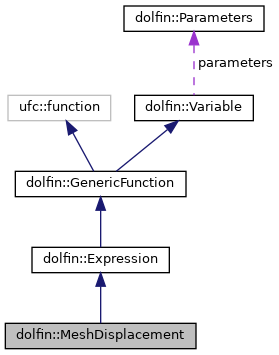 dolfin::Parameters
parameters
ufc::function
dolfin::Variable
dolfin::GenericFunction
dolfin::Expression
dolfin::MeshDisplacement